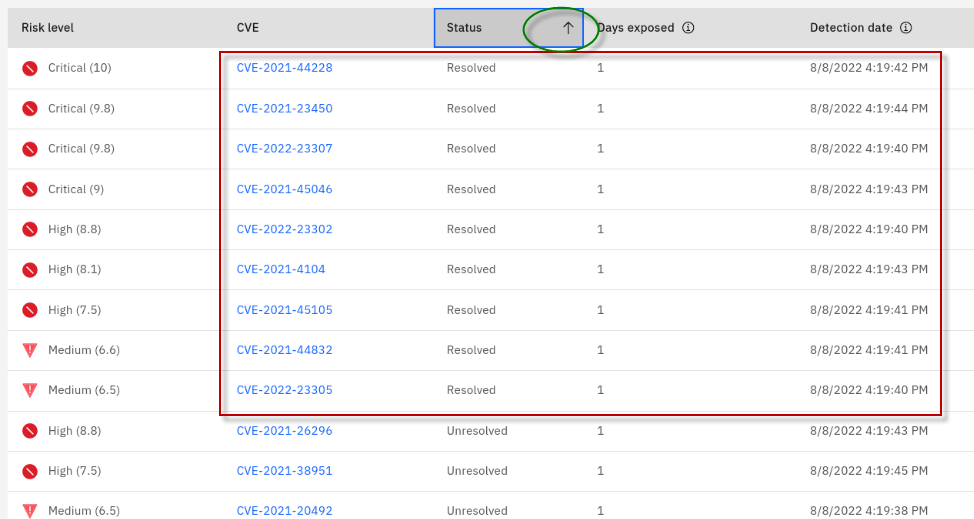 Risk level CVE Status Days exposed Detection date
Critical (10) CVE-2021-44228 Resolved 1 8/8/2022 4:19:42 PM
Critical (9.8) CVE-2021-23450 Resolved 1 8/8/2022 4:19:44 PM
Critical (9.8) CVE-2022-23307 Resolved 1 8/8/2022 4:19:40 PM
Critical (9) CVE-2021-45046 Resolved 1 8/8/2022 4:19:43 PM
High (8.8) CVE-2022-23302 Resolved 1 8/8/2022 4:19:40 PM
High (8.1) CVE-2021-4104 Resolved 1 8/8/2022 4:19:43 PM
High (7.5) CVE-2021-45105 Resolved 1 8/8/2022 4:19:41 PM
Medium (6.6) CVE-2021-44832 Resolved 1 8/8/2022 4:19:41 PM
Medium (6.5) CVE-2022-23305 Resolved 1 8/8/2022 4:19:40 PM
High (8.8) CVE-2021-26296 Unresolved 1 8/8/2022 4:19:43 PM
High (7.5) CVE-2021-38951 Unresolved 1 8/8/2022 4:19:45 PM
Medium (6.5) CVE-2021-20492 Unresolved 1 8/8/2022 4:19:38 PM